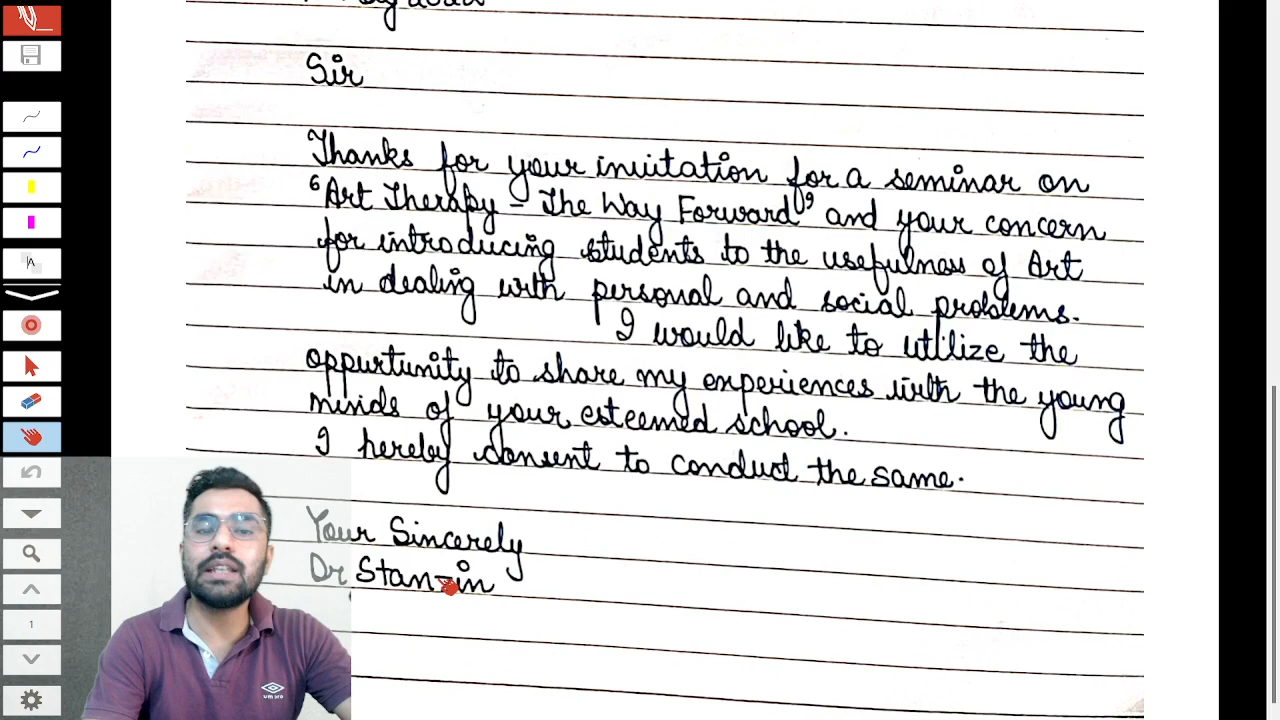 Sir
Thanks for your invitation for a seminar on
'Art Therapy - The Way Forward' and your concern
for introducing students to the usefulness of Art
in dealing with personal and social problems.
I would like to utilize the
oppurtunity to share my experiences with the young
minds of your esteemed school.
I hereby consent to conduct the same.
Your Sincerely
Dr Stanzin
1
umbro